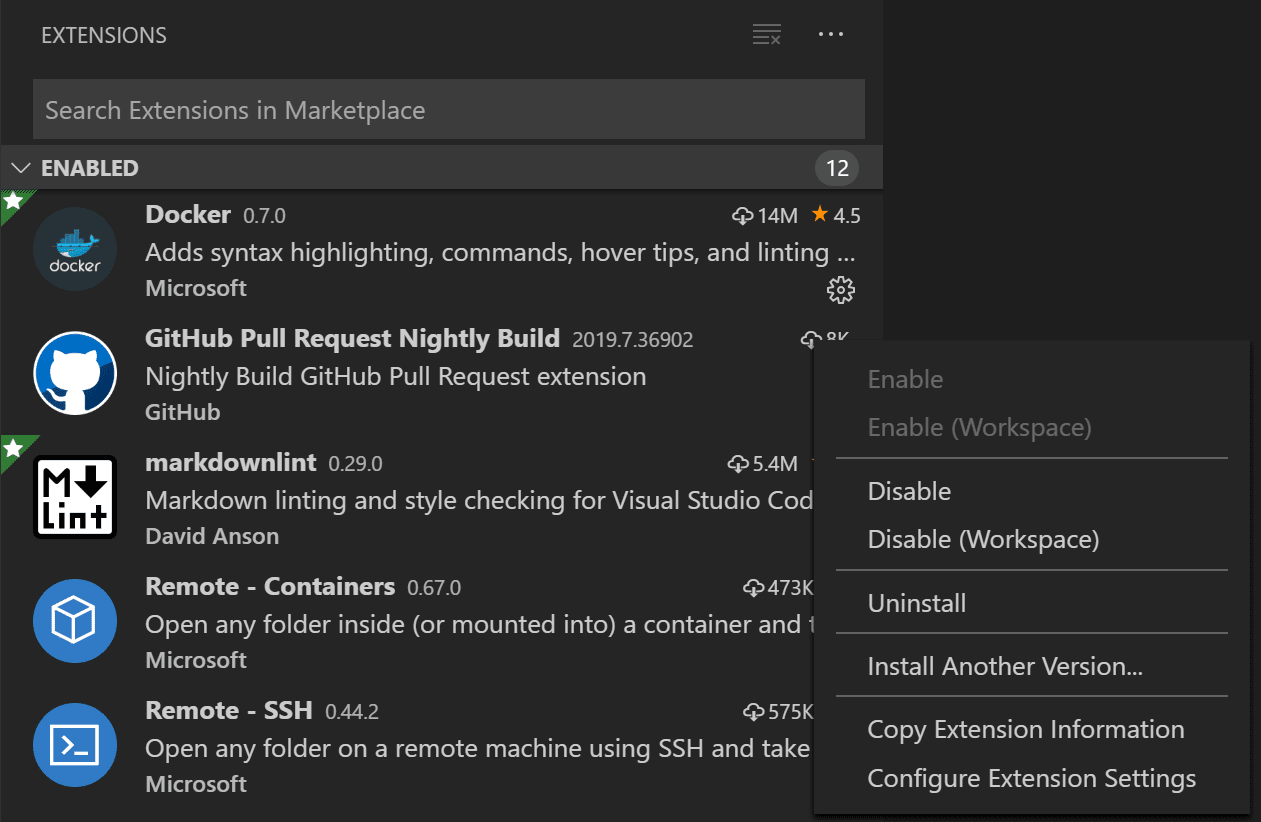 EXTENSIONS
Search Extensions in Marketplace
ENABLED 12
docker
Docker 0.7.0 14M 4.5
Adds syntax highlighting, commands, hover tips, and linting ...
Microsoft
GitHub Pull Request Nightly Build 2019.7.36902 8K
Nightly Build GitHub Pull Request extension
GitHub
M Lint
markdownlint 0.29.0 5.4M
Markdown linting and style checking for Visual Studio Cod
David Anson
Remote - Containers 0.67.0 473K
Open any folder inside (or mounted into) a container and
Microsoft
Remote - SSH 0.44.2 575K
Open any folder on a remote machine using SSH and take
Microsoft
Enable
Enable (Workspace)
Disable
Disable (Workspace)
Uninstall
Install Another Version...
Copy Extension Information
Configure Extension Settings